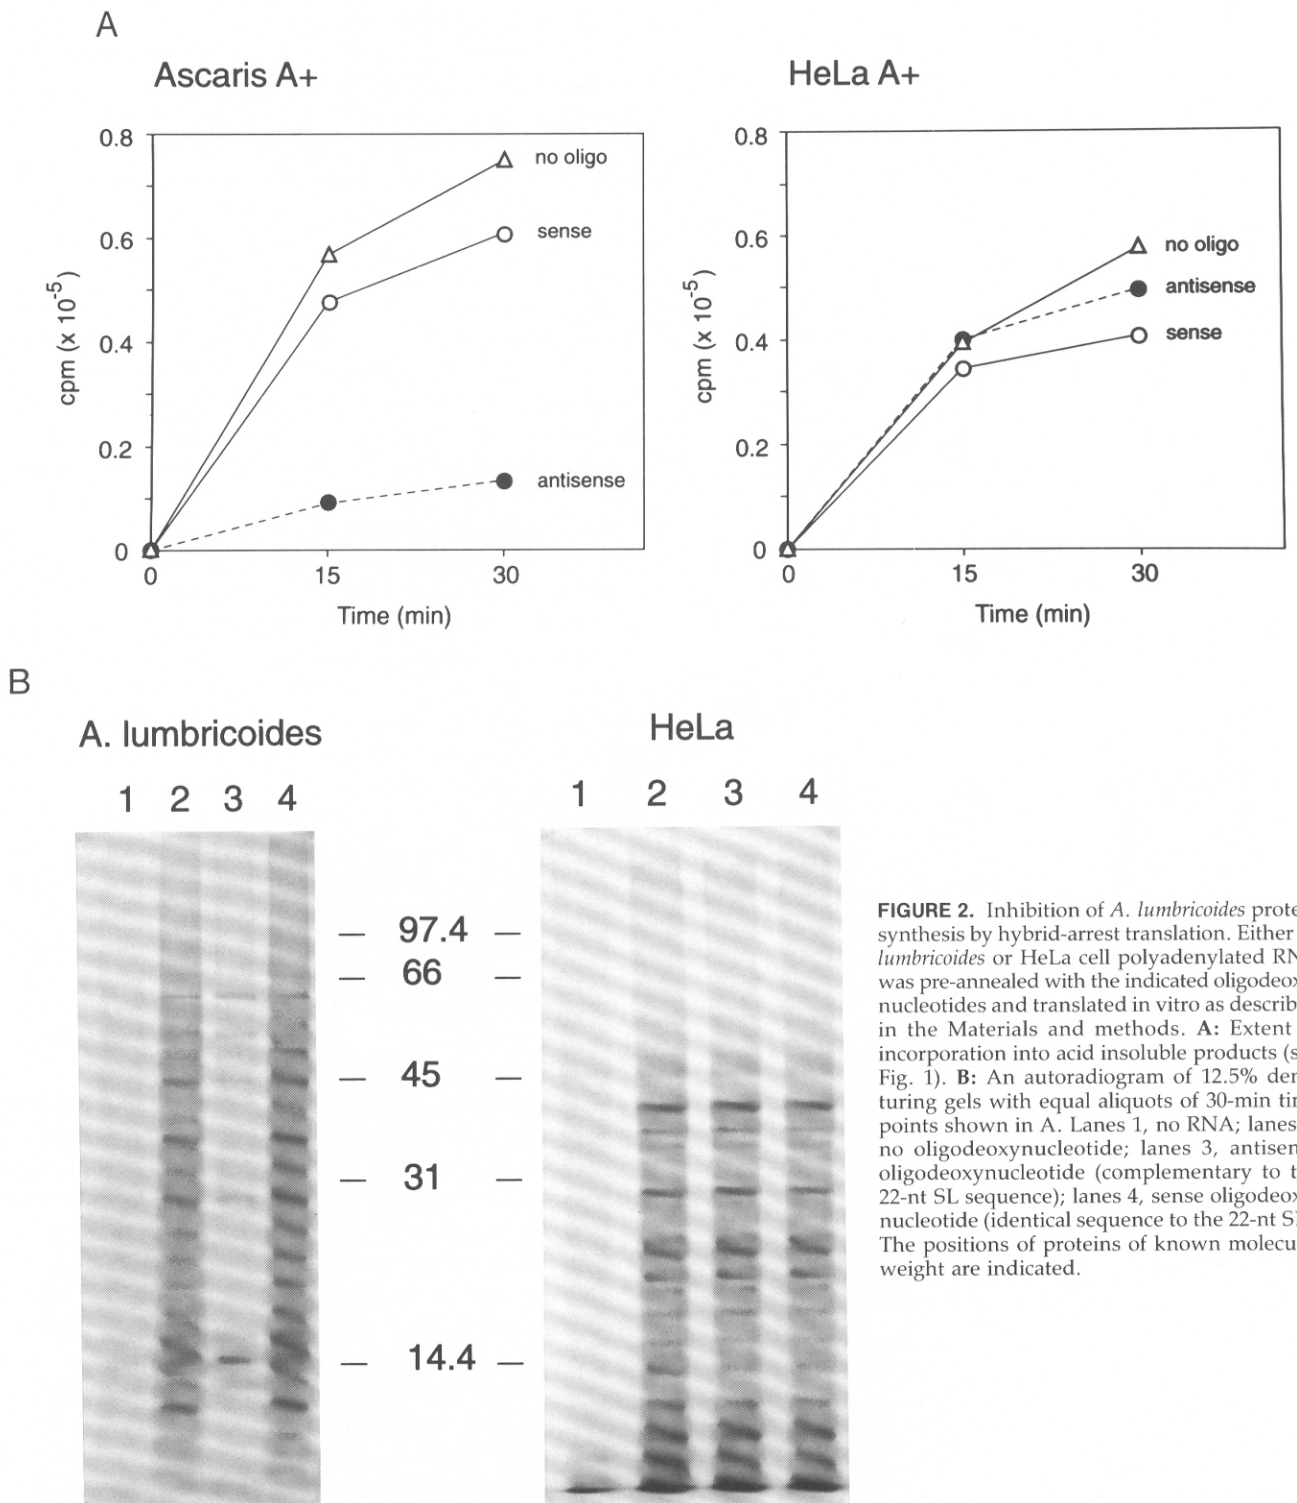 A
Ascaris A+
HeLa A+
0.8
0.6
0.4
0.2
0
cpm (x 10-5)
no oligo
sense
antisense
0 15 30
Time (min)
0.8
0.6
0.4
0.2
0
cpm (x 10-5)
no oligo
antisense
sense
0 15 30
Time (min)
B
A. lumbricoides
HeLa
1 2 3 4
1 2 3 4
— 97.4 —
— 66 —
— 45 —
— 31 —
— 14.4 —
FIGURE 2. Inhibition of A. lumbricoides prote
synthesis by hybrid-arrest translation. Either
lumbricoides or HeLa cell polyadenylated RN
was pre-annealed with the indicated oligodeox
nucleotides and translated in vitro as describ
in the Materials and methods. A: Extent
incorporation into acid insoluble products (s
Fig. 1). B: An autoradiogram of 12.5% den
turing gels with equal aliquots of 30-min tim
points shown in A. Lanes 1, no RNA; lanes
no oligodeoxynucleotide; lanes 3, antisen
oligodeoxynucleotide (complementary to t
22-nt SL sequence); lanes 4, sense oligodeox
nucleotide (identical sequence to the 22-nt S
The positions of proteins of known molecu
weight are indicated.